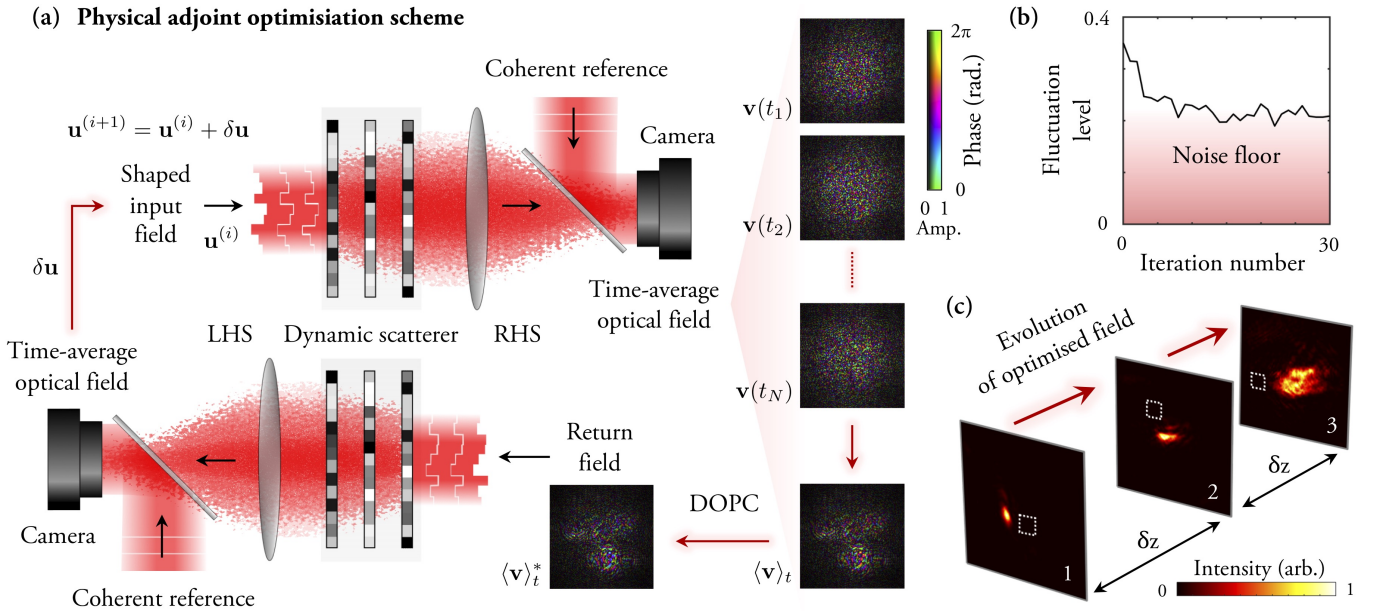 (a) Physical adjoint optimisiation scheme
u^(i+1) = u^(i) + δu
Shaped
input
field
u^(i)
δu
Coherent reference
Camera
Time-average
optical field
LHS
Dynamic scatterer
RHS
Time-average
optical field
Camera
Coherent reference
Return
field
⟨v⟩*_t
DOPC
v(t_1)
v(t_2)
v(t_N)
⟨v⟩_t
2π
Phase (rad.)
0
0 1
Amp.
(b)
0.4
Fluctuation
level
Noise floor
0
0
30
Iteration number
(c)
Evolution
of optimised field
1
2
3
δz
δz
Intensity (arb.)
0
1